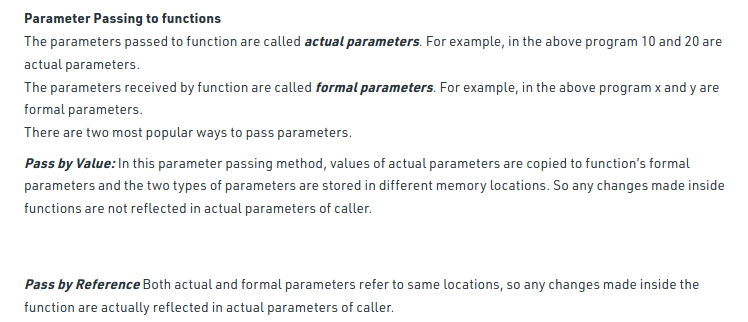 Parameter Passing to functions
The parameters passed to function are called actual parameters. For example, in the above program 10 and 20 are
actual parameters.
The parameters received by function are called formal parameters. For example, in the above program x and y are
formal parameters.
There are two most popular ways to pass parameters.
Pass by Value: In this parameter passing method, values of actual parameters are copied to function's formal
parameters and the two types of parameters are stored in different memory locations. So any changes made inside
functions are not reflected in actual parameters of caller.
Pass by Reference Both actual and formal parameters refer to same locations, so any changes made inside the
function are actually reflected in actual parameters of caller.